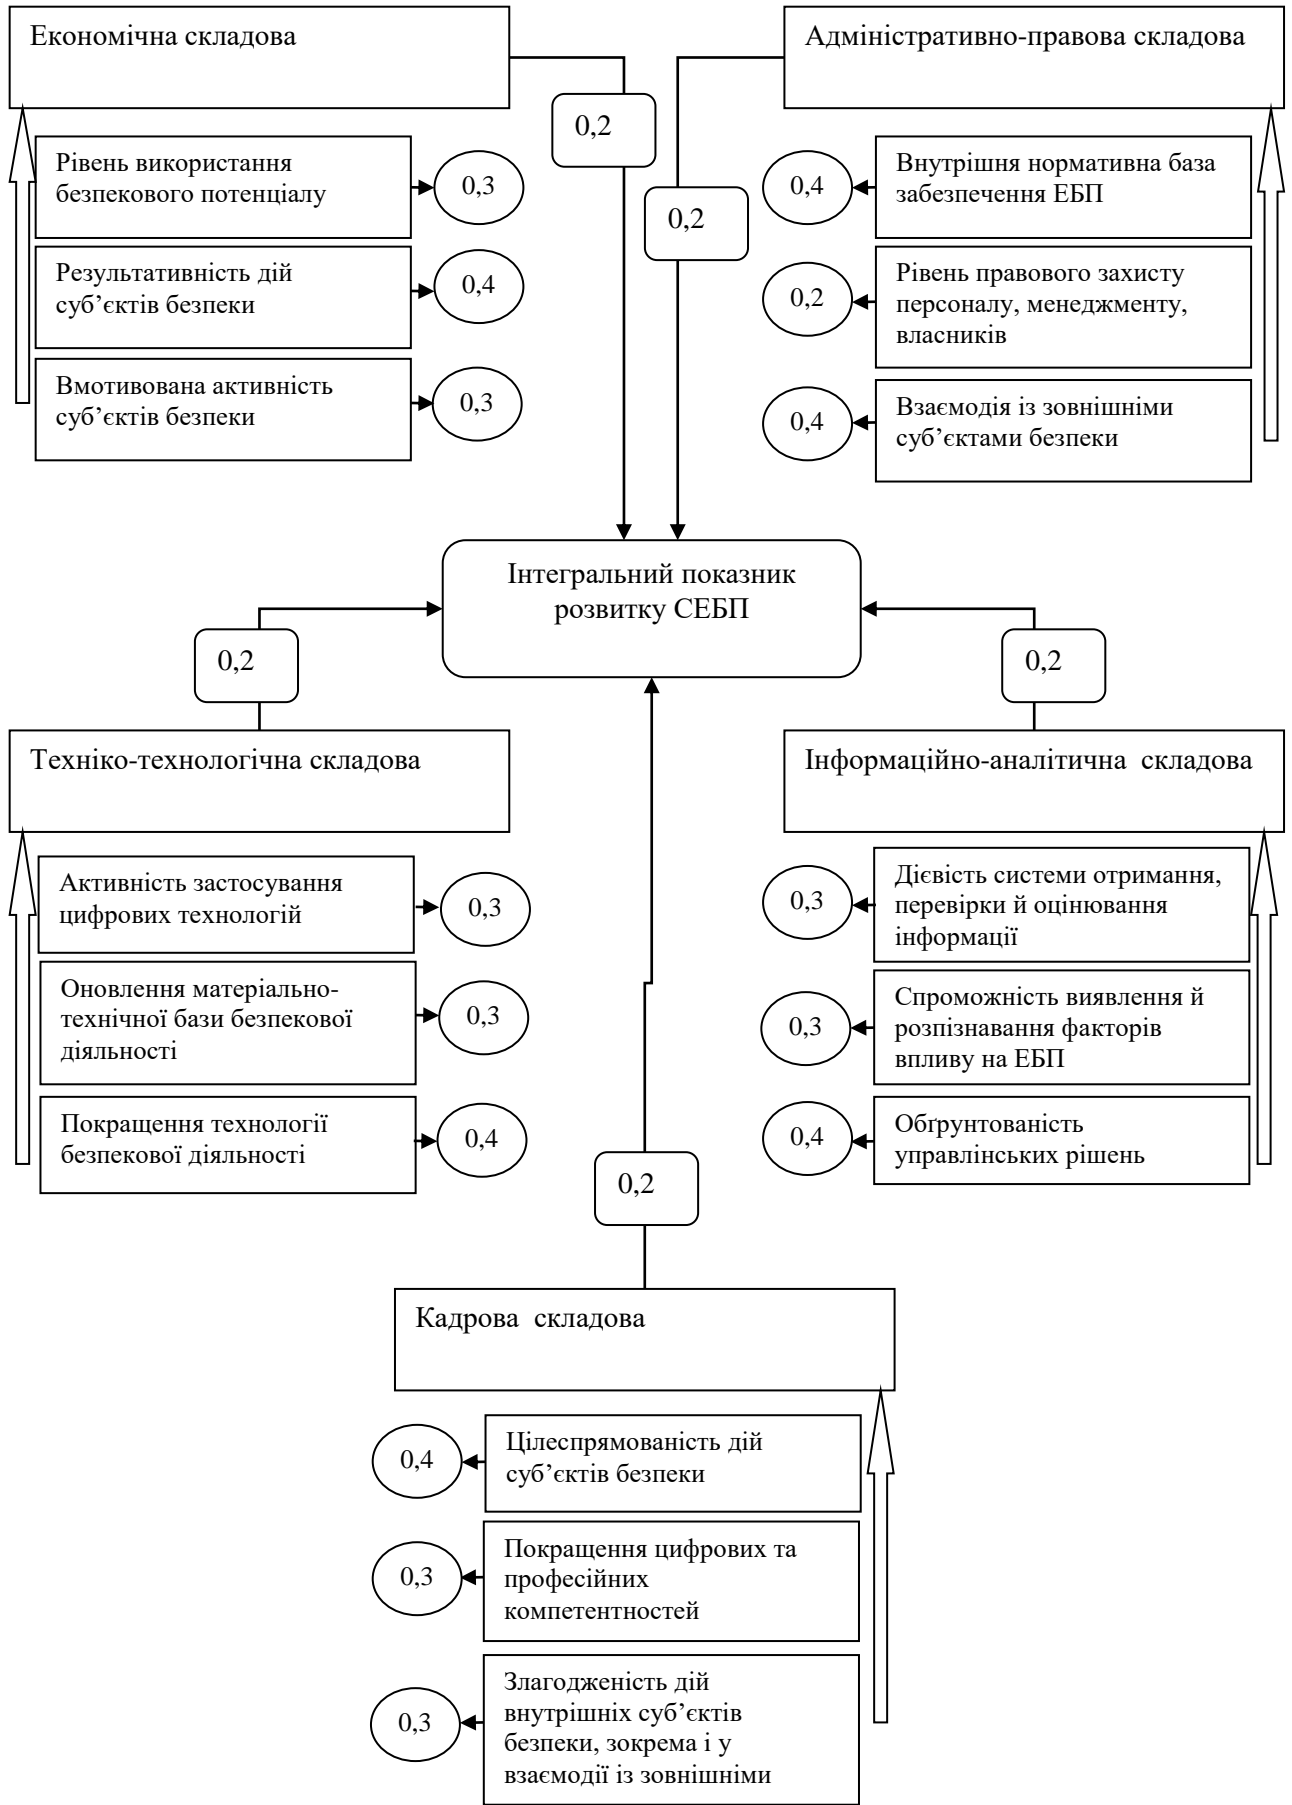 Економічна складова
0,2
Рівень використання
безпекового потенціалу
0,3
Результативність дій
суб’єктів безпеки
0,4
Вмотивована активність
суб’єктів безпеки
0,3
Адміністративно-правова складова
0,2
0,4
Внутрішня нормативна база
забезпечення ЕБП
0,2
Рівень правового захисту
персоналу, менеджменту,
власників
0,4
Взаємодія із зовнішніми
суб’єктами безпеки
Інтегральний показник
розвитку СЕБП
0,2
Техніко-технологічна складова
Активність застосування
цифрових технологій
0,3
Оновлення матеріально-
технічної бази безпекової
діяльності
0,3
Покращення технології
безпекової діяльності
0,4
0,2
Інформаційно-аналітична складова
0,3
Дієвість системи отримання,
перевірки й оцінювання
інформації
0,3
Спроможність виявлення й
розпізнавання факторів
впливу на ЕБП
0,4
Обґрунтованість
управлінських рішень
0,2
Кадрова складова
0,4
Цілеспрямованість дій
суб’єктів безпеки
0,3
Покращення цифрових та
професійних
компетентностей
0,3
Злагодженість дій
внутрішніх суб’єктів
безпеки, зокрема і у
взаємодії із зовнішніми